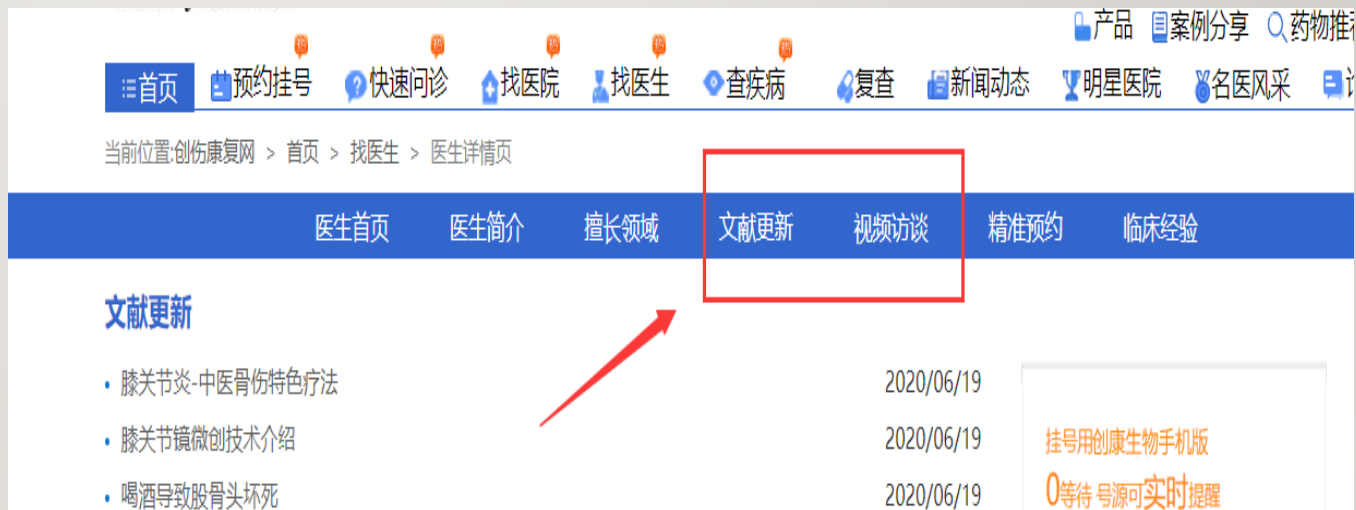 产品 案例分享 药物推
首页 预约挂号 快速问诊 找医院 找医生 查疾病 复查 新闻动态 明星医院 名医风采
当前位置:创伤康复网 > 首页 > 找医生 > 医生详情页
医生首页 医生简介 擅长领域 文献更新 视频访谈 精准预约 临床经验
文献更新
• 膝关节炎-中医骨伤特色疗法 2020/06/19
• 膝关节镜微创技术介绍 2020/06/19
• 喝酒导致股骨头坏死 2020/06/19
挂号用创康生物手机版
0等待 号源可实时提醒